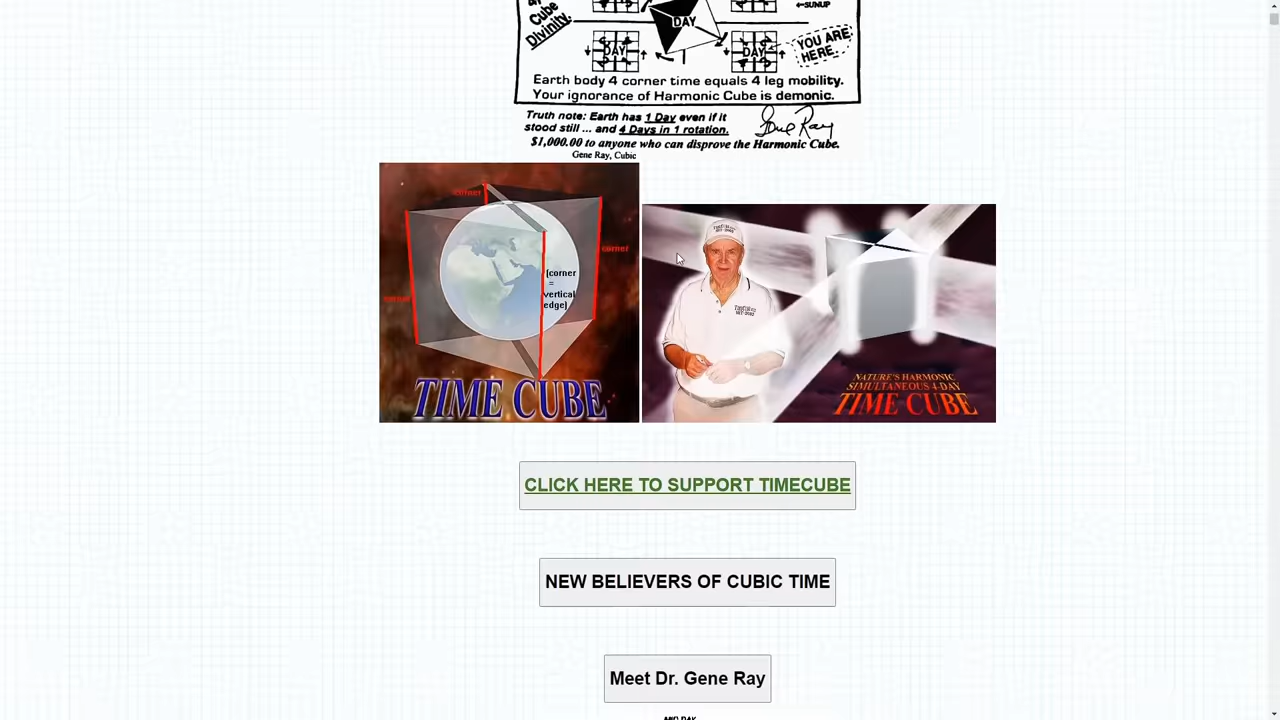 Cube
Divinity.
DAY
←SUNUP
DAY
DAY
YOU ARE
HERE.
Earth body 4 corner time equals 4 leg mobility.
Your ignorance of Harmonic Cube is demonic.
Truth note: Earth has 1 Day even if it
stood still ... and 4 Days in 1 rotation.
Gene Ray
$1,000.00 to anyone who can disprove the Harmonic Cube.
Gene Ray, Cubic
corner
corner
corner
[corner
=
vertical
edge]
TIME CUBE
NATURE'S HARMONIC
SIMULTANEOUS 4-DAY
TIME CUBE
CLICK HERE TO SUPPORT TIMECUBE
NEW BELIEVERS OF CUBIC TIME
Meet Dr. Gene Ray